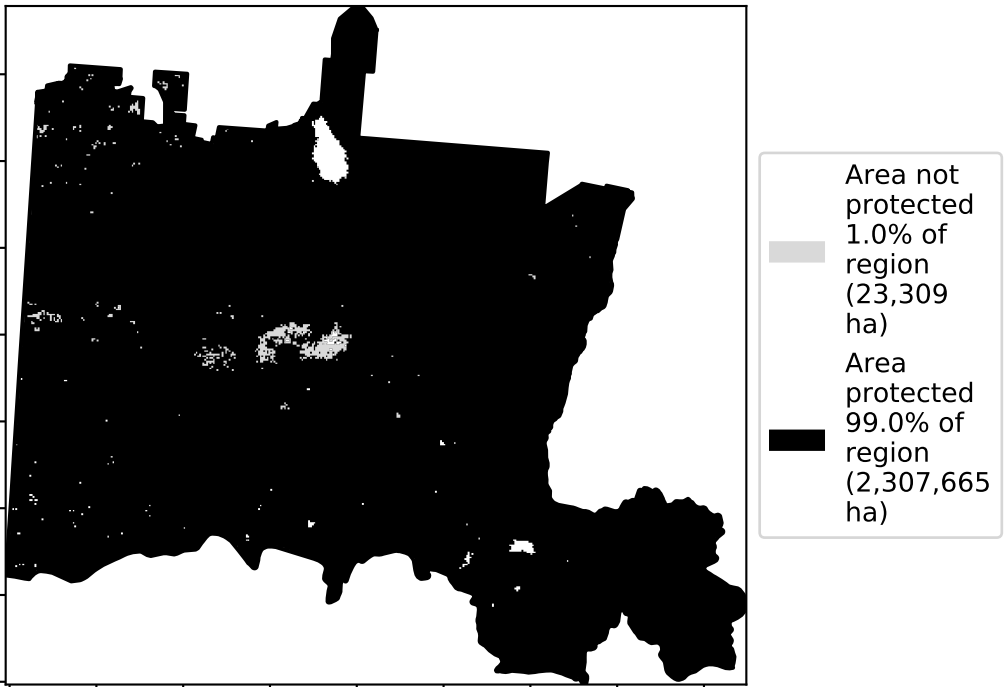 Area not
protected
1.0% of
region
(23,309
ha)
Area
protected
99.0% of
region
(2,307,665
ha)